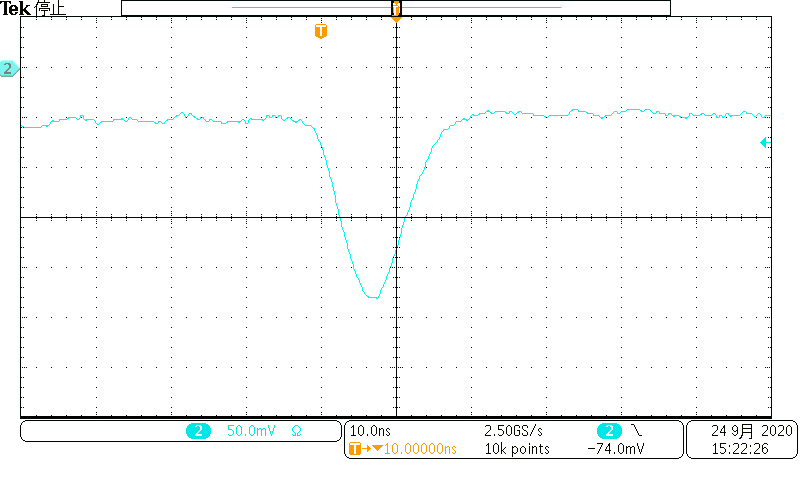 Tek 停止
T
T
2
2 50.0mV Ω
10.0ns 2.50GS/s 2
T→▼10.00000ns 10k points -74.0mV
24 9月 2020
15:22:26